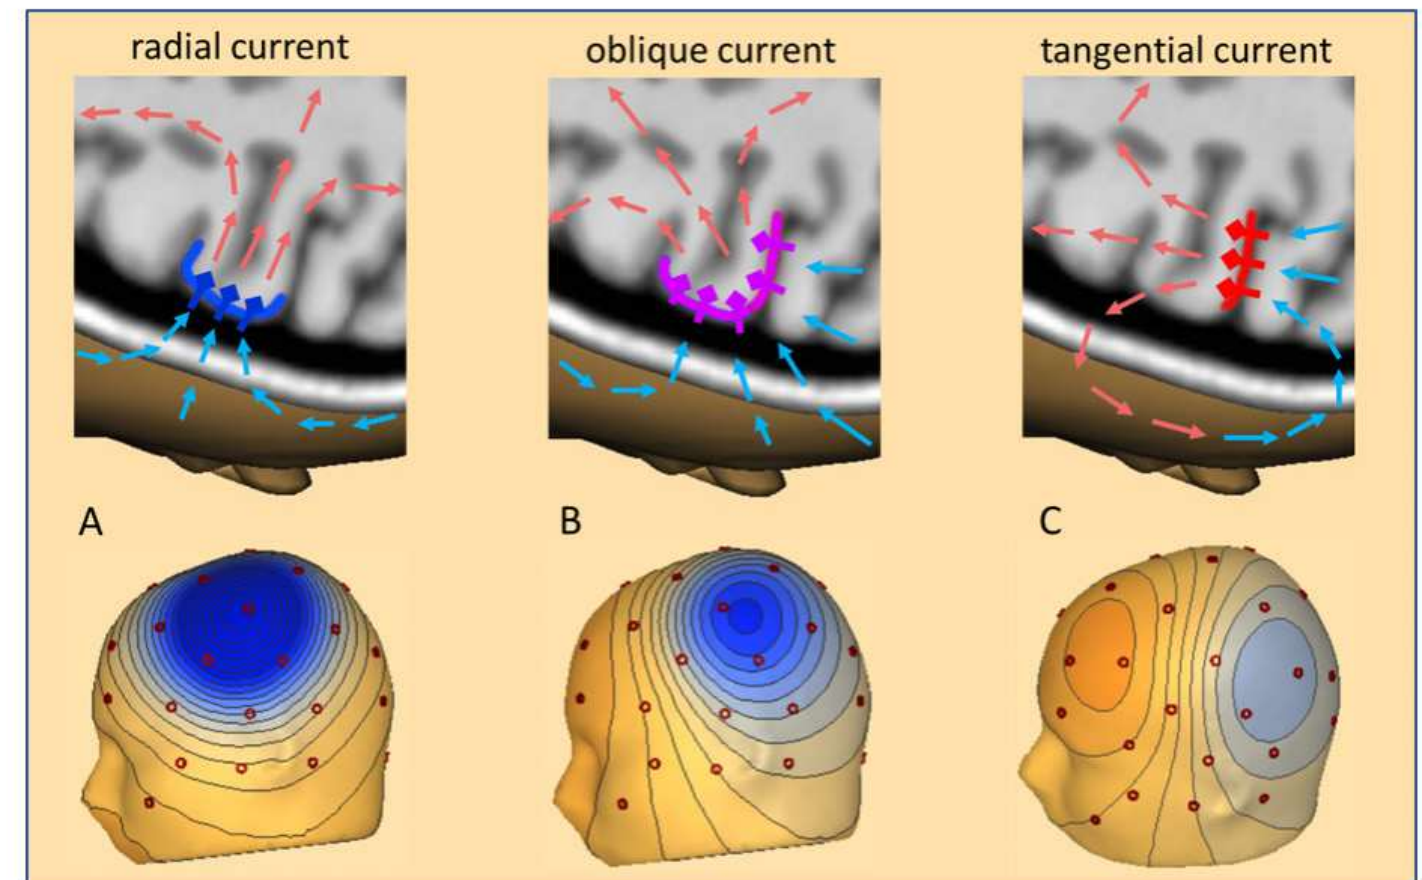 radial current
oblique current
tangential current
A
B
C